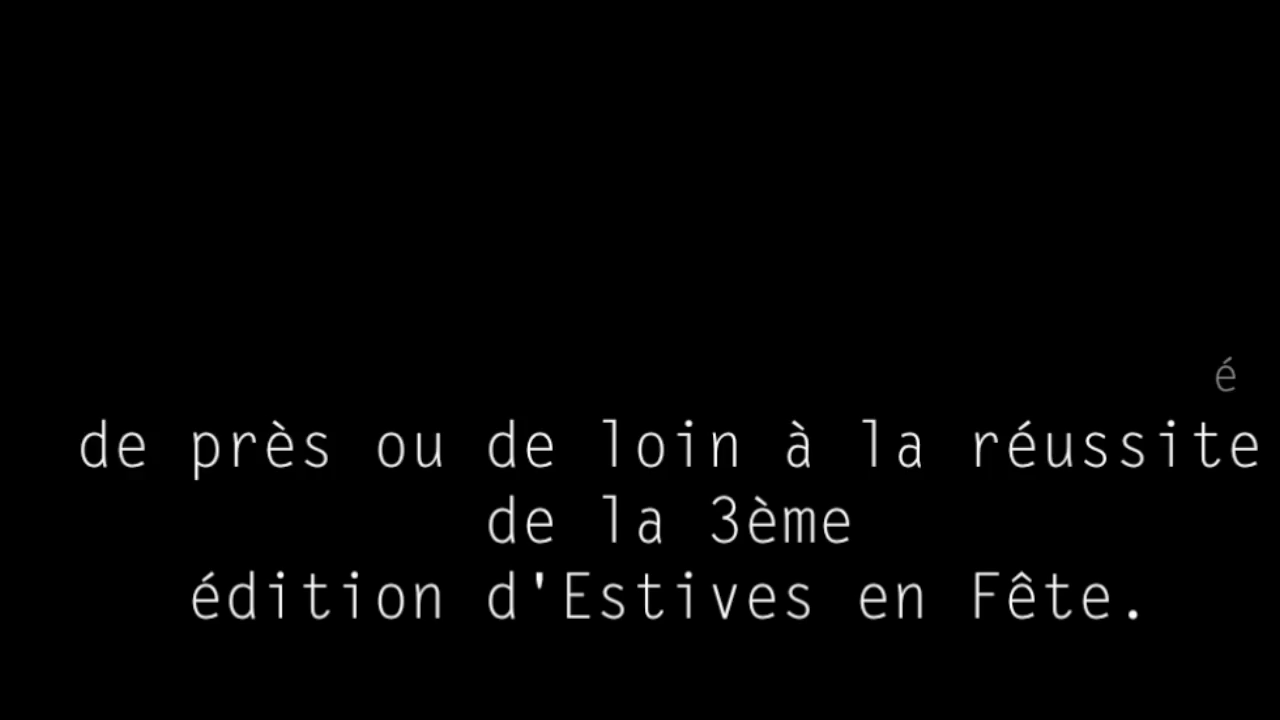 é
de près ou de loin à la réussite
de la 3ème
édition d'Estives en Fête.